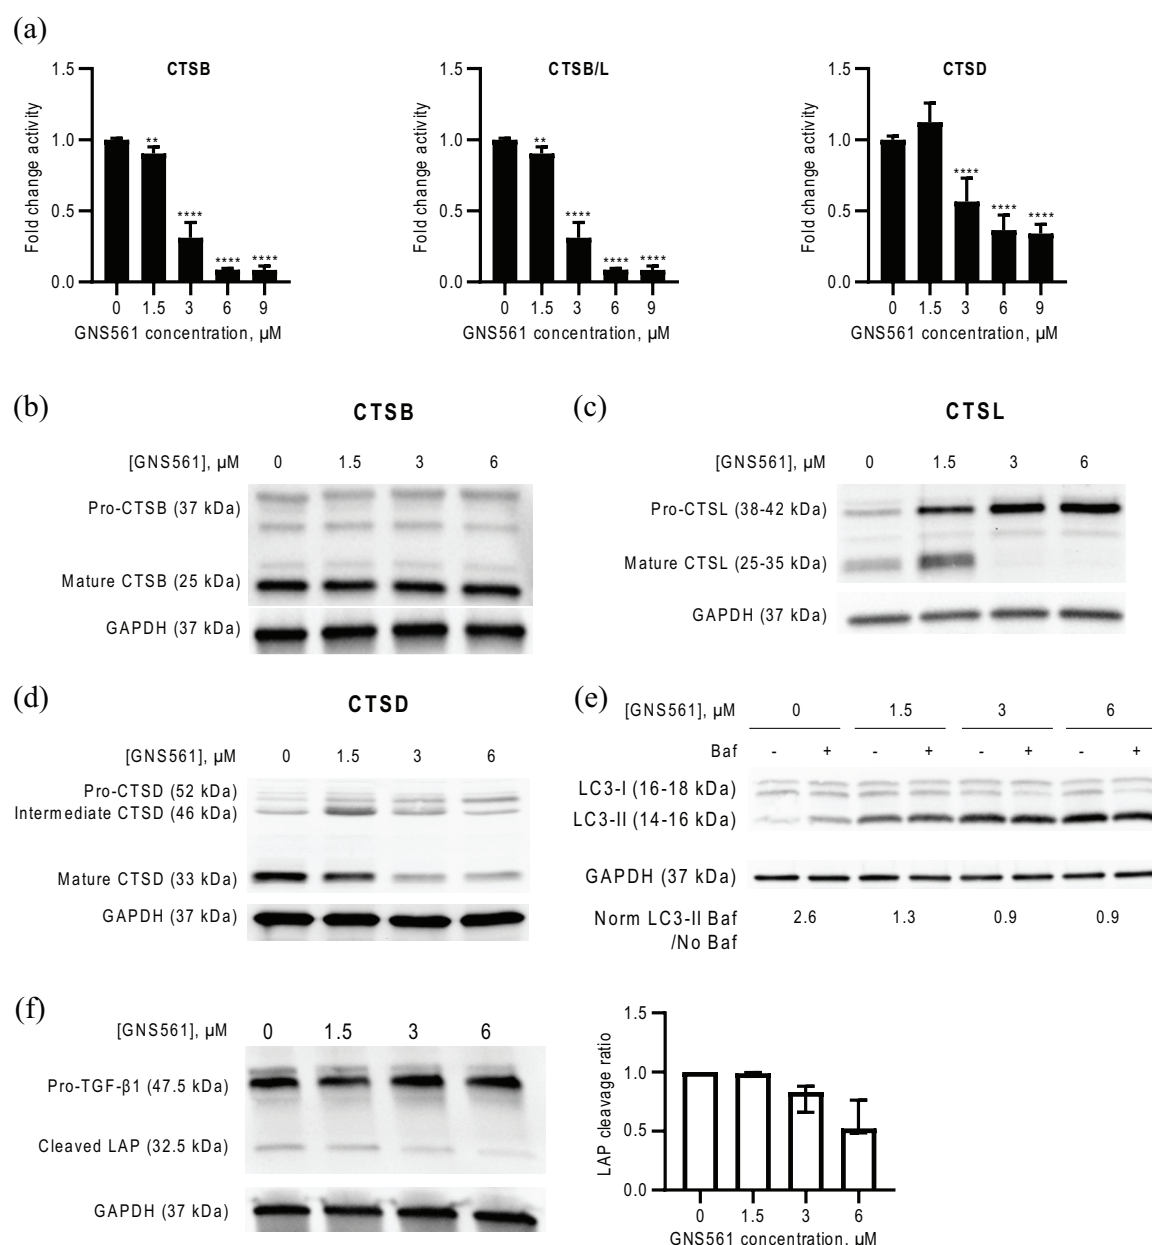 (a)
CTSB
Fold change activity
1.5
1.0
0.5
0.0
**
****
****
****
0 1.5 3 6 9
GNS561 concentration, µM
CTSB/L
Fold change activity
1.5
1.0
0.5
0.0
**
****
****
****
0 1.5 3 6 9
GNS561 concentration, µM
CTSD
Fold change activity
1.5
1.0
0.5
0.0
****
****
****
0 1.5 3 6 9
GNS561 concentration, µM
(b)
CTSB
[GNS561], µM 0 1.5 3 6
Pro-CTSB (37 kDa)
Mature CTSB (25 kDa)
GAPDH (37 kDa)
(c)
CTSL
[GNS561], µM 0 1.5 3 6
Pro-CTSL (38-42 kDa)
Mature CTSL (25-35 kDa)
GAPDH (37 kDa)
(d)
CTSD
[GNS561], µM 0 1.5 3 6
Pro-CTSD (52 kDa)
Intermediate CTSD (46 kDa)
Mature CTSD (33 kDa)
GAPDH (37 kDa)
(e)
[GNS561], µM 0 1.5 3 6
Baf - + - + - + - +
LC3-I (16-18 kDa)
LC3-II (14-16 kDa)
GAPDH (37 kDa)
Norm LC3-II Baf 2.6 1.3 0.9 0.9
/No Baf
(f)
[GNS561], µM 0 1.5 3 6
Pro-TGF-β1 (47.5 kDa)
Cleaved LAP (32.5 kDa)
GAPDH (37 kDa)
LAP cleavage ratio
1.5
1.0
0.5
0.0
0 1.5 3 6
GNS561 concentration, µM